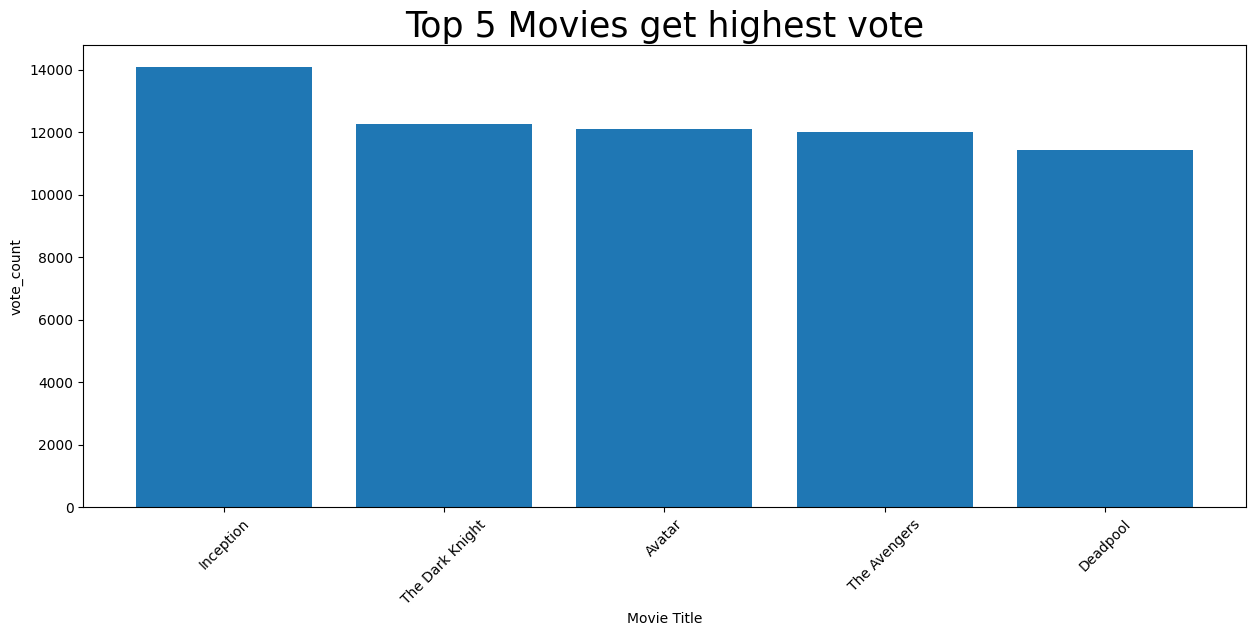 Top 5 Movies get highest vote
vote_count
14000
12000
10000
8000
6000
4000
2000
0
Inception
The Dark Knight
Avatar
The Avengers
Deadpool
Movie Title